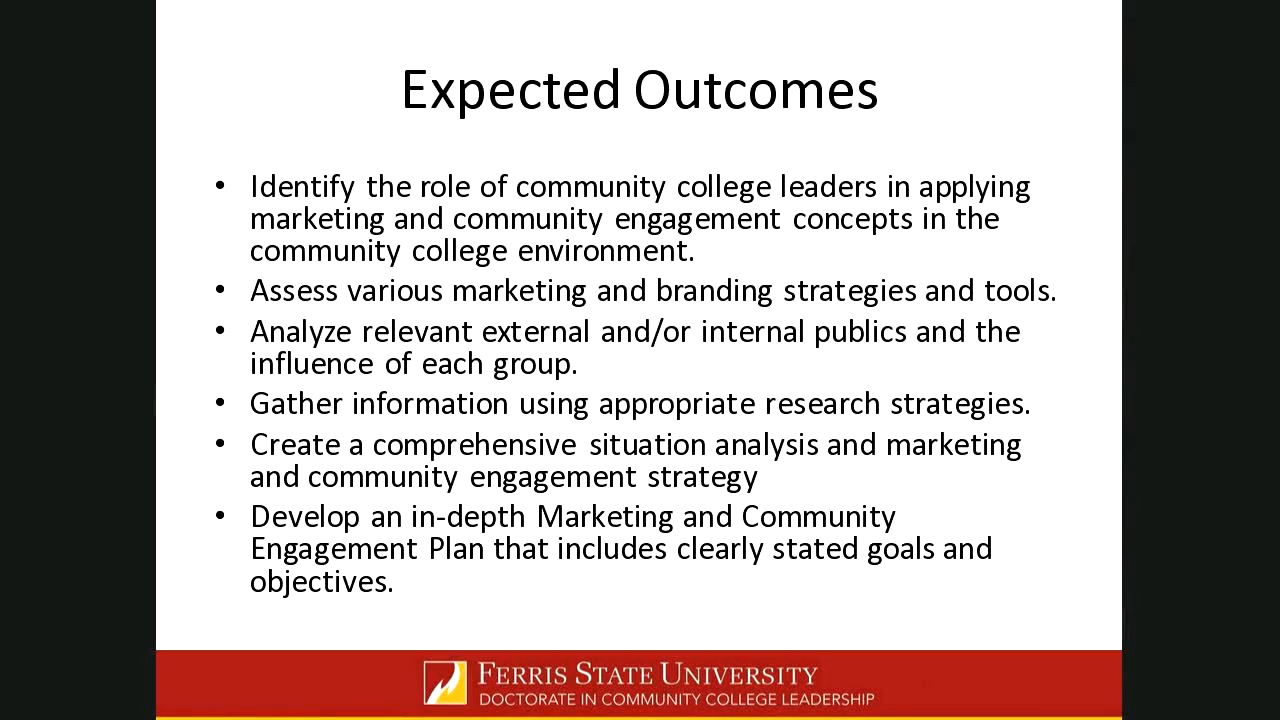 Expected Outcomes
• Identify the role of community college leaders in applying
marketing and community engagement concepts in the
community college environment.
• Assess various marketing and branding strategies and tools.
• Analyze relevant external and/or internal publics and the
influence of each group.
• Gather information using appropriate research strategies.
• Create a comprehensive situation analysis and marketing
and community engagement strategy
• Develop an in-depth Marketing and Community
Engagement Plan that includes clearly stated goals and
objectives.
FERRIS STATE UNIVERSITY
DOCTORATE IN COMMUNITY COLLEGE LEADERSHIP